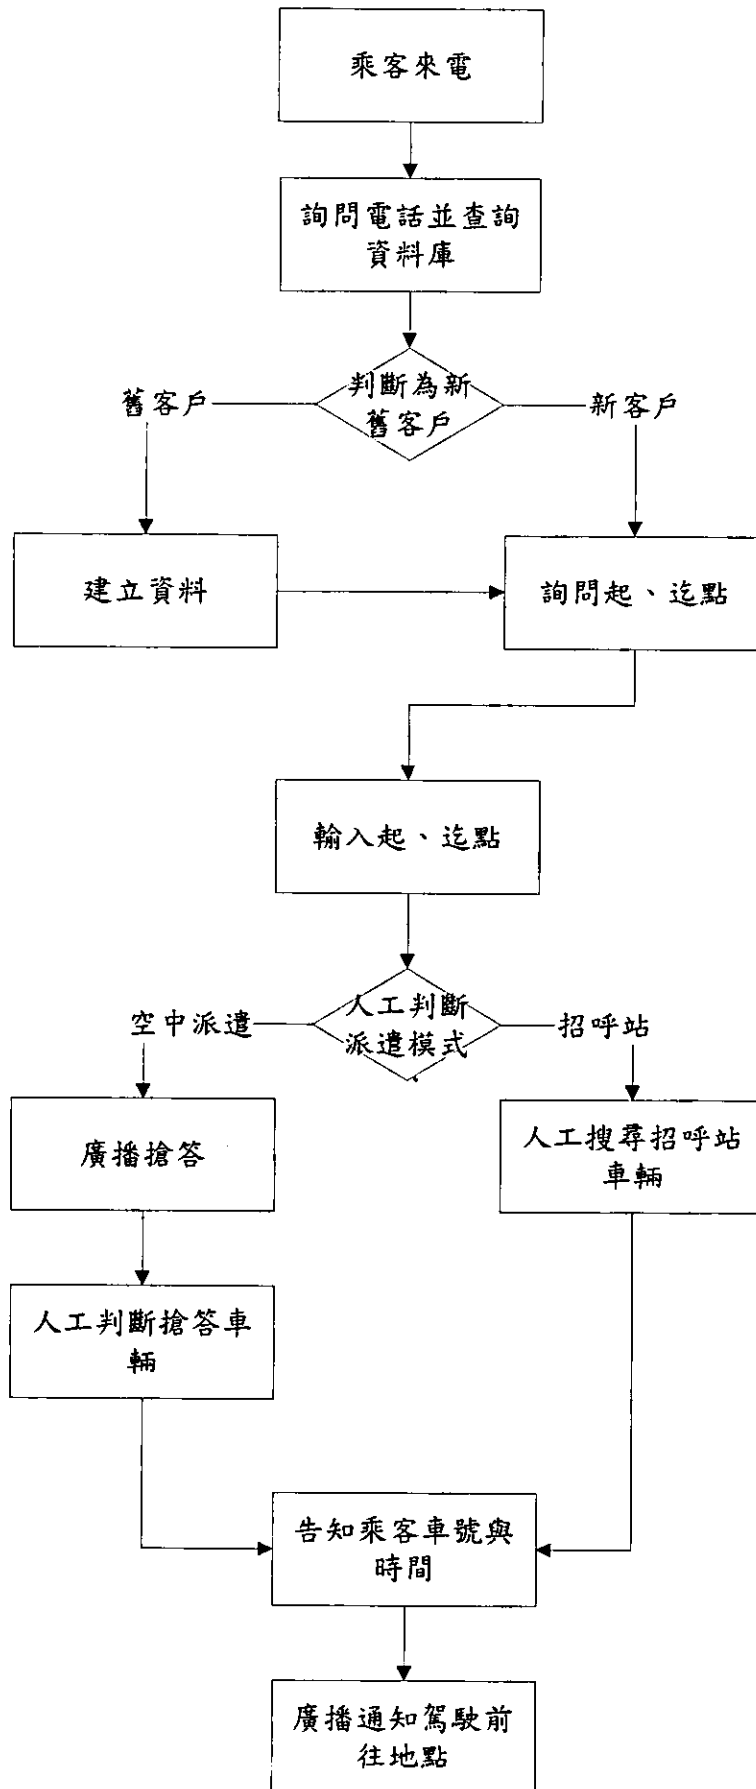 乘客來電
詢問電話並查詢
資料庫
判斷為新
舊客戶
舊客戶
新客戶
建立資料
詢問起、迄點
輸入起、迄點
人工判斷
派遣模式
空中派遣
招呼站
廣播搶答
人工搜尋招呼站
車輛
人工判斷搶答車
輛
告知乘客車號與
時間
廣播通知駕駛前
往地點